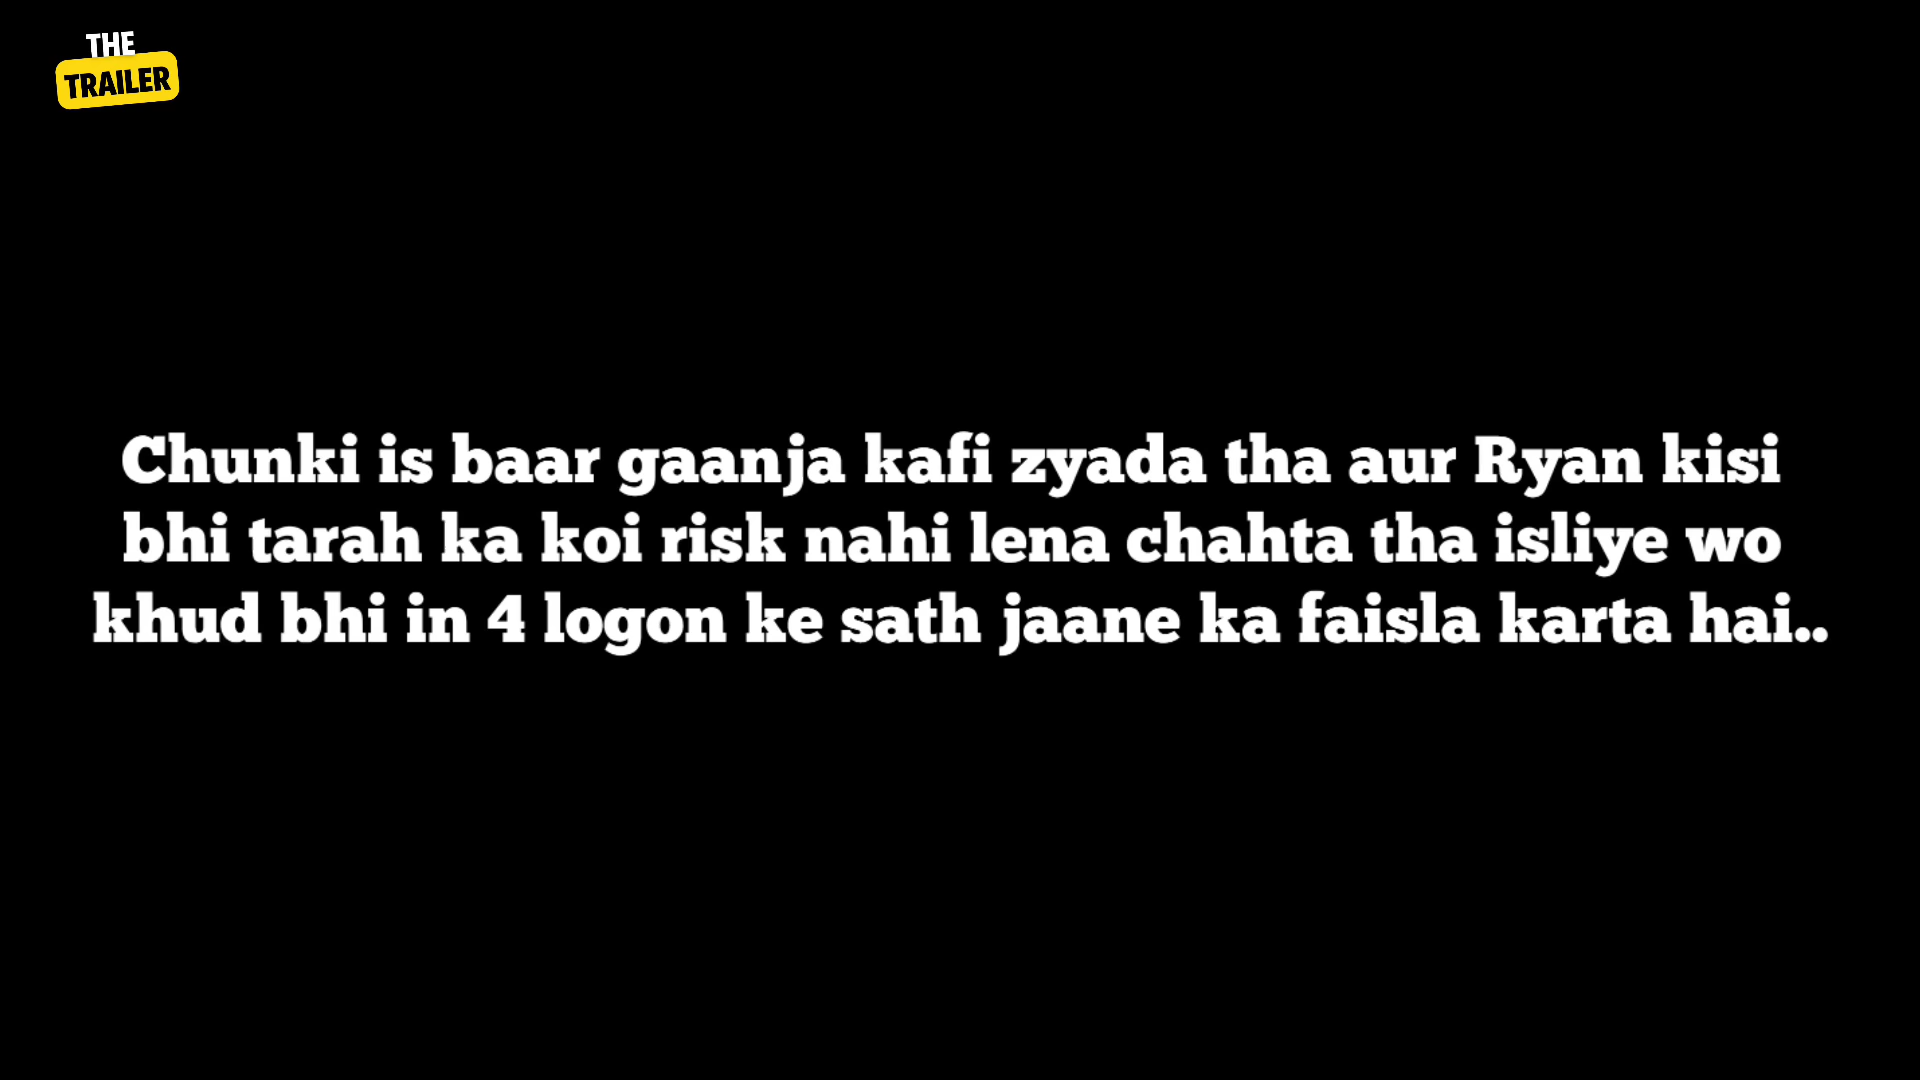 THE
TRAILER
Chunki is baar gaanja kafi zyada tha aur Ryan kisi
bhi tarah ka koi risk nahi lena chahta tha isliye wo
khud bhi in 4 logon ke sath jaane ka faisla karta hai..